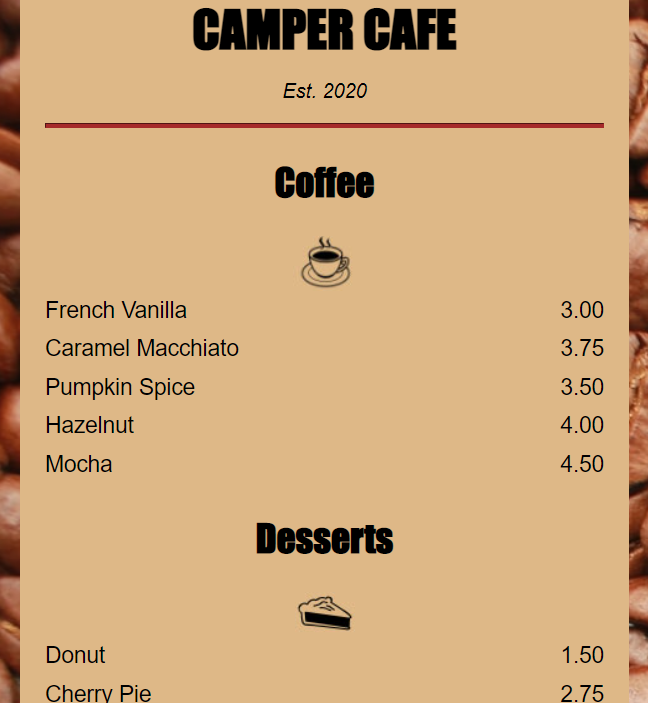 CAMPER CAFE
Est. 2020
Coffee
French Vanilla 3.00
Caramel Macchiato 3.75
Pumpkin Spice 3.50
Hazelnut 4.00
Mocha 4.50
Desserts
Donut 1.50
Cherry Pie 2.75